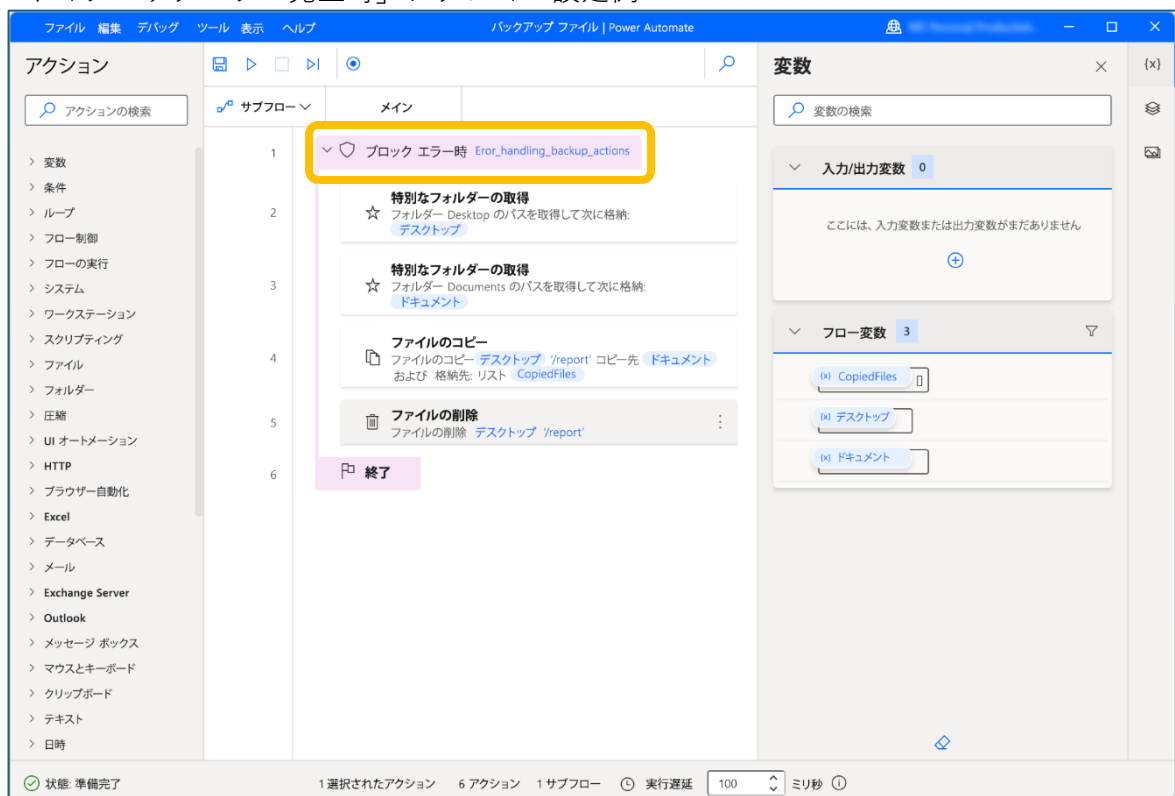 ファイル 編集 デバッグ ツール 表示 ヘルプ
バックアップ ファイル | Power Automate
アクション
アクションの検索
変数
条件
ループ
フロー制御
フローの実行
システム
ワークステーション
スクリプティング
ファイル
フォルダー
圧縮
UI オートメーション
HTTP
ブラウザー自動化
Excel
データベース
メール
Exchange Server
Outlook
メッセージ ボックス
マウスとキーボード
クリップボード
テキスト
日時
サブフロー
メイン
1
ブロック エラー時 Eror_handling_backup_actions
2
特別なフォルダーの取得
フォルダー Desktop のパスを取得して次に格納:
デスクトップ
3
特別なフォルダーの取得
フォルダー Documents のパスを取得して次に格納:
ドキュメント
4
ファイルのコピー
ファイルのコピー デスクトップ '/report' コピー先 ドキュメント
および 格納先: リスト CopiedFiles
5
ファイルの削除
ファイルの削除 デスクトップ '/report'
6
終了
変数
{x}
変数の検索
入力/出力変数 0
ここには、入力変数または出力変数がまだありません
フロー変数 3
(x) CopiedFiles []
(x) デスクトップ
(x) ドキュメント
状態: 準備完了
1 選択されたアクション
6 アクション
1 サブフロー
実行遅延 100 ミリ秒